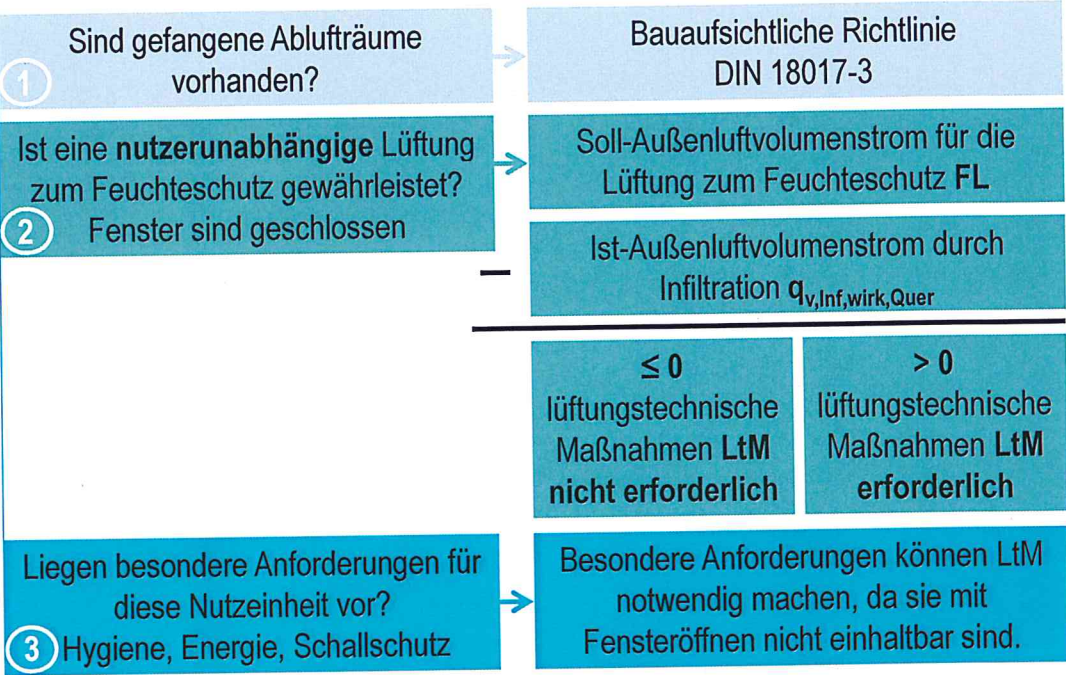 Sind gefangene Ablufträume
vorhanden?
1
Bauaufsichtliche Richtlinie
DIN 18017-3
Ist eine nutzerunabhängige Lüftung
zum Feuchteschutz gewährleistet?
Fenster sind geschlossen
2
Soll-Außenluftvolumenstrom für die
Lüftung zum Feuchteschutz FL
–
Ist-Außenluftvolumenstrom durch
Infiltration qv,Inf,wirk,Quer
≤ 0
lüftungstechnische
Maßnahmen LtM
nicht erforderlich
> 0
lüftungstechnische
Maßnahmen LtM
erforderlich
Liegen besondere Anforderungen für
diese Nutzeinheit vor?
Hygiene, Energie, Schallschutz
3
Besondere Anforderungen können LtM
notwendig machen, da sie mit
Fensteröffnen nicht einhaltbar sind.